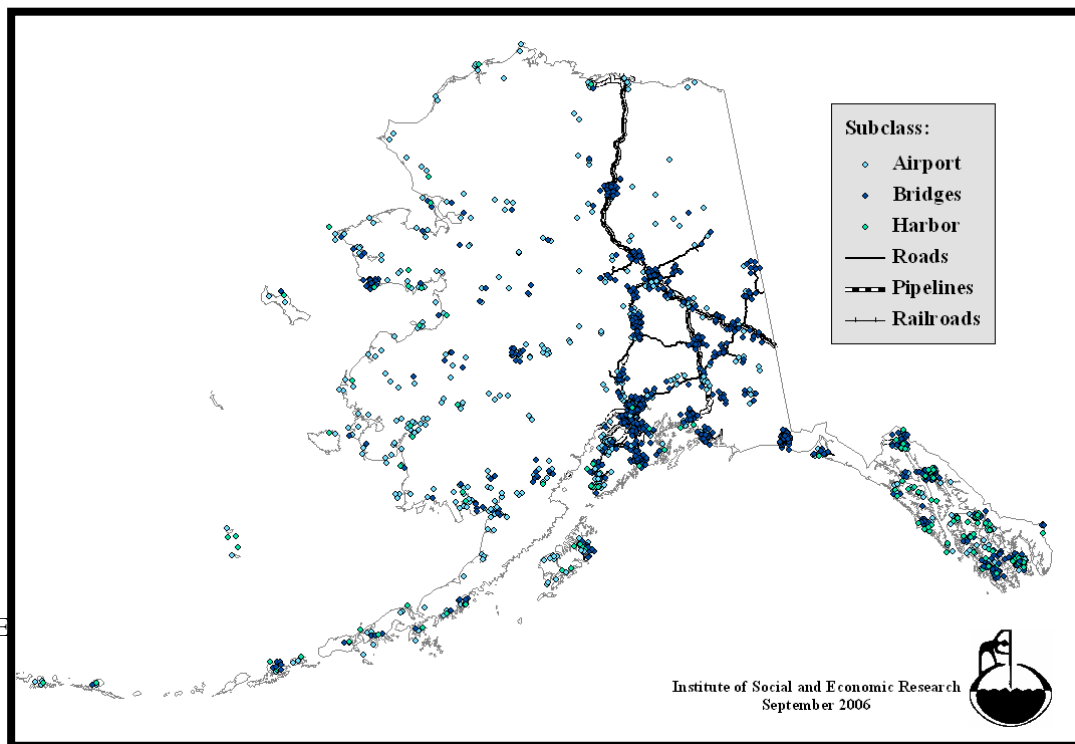 Subclass:
Airport
Bridges
Harbor
Roads
Pipelines
Railroads
Institute of Social and Economic Research
September 2006